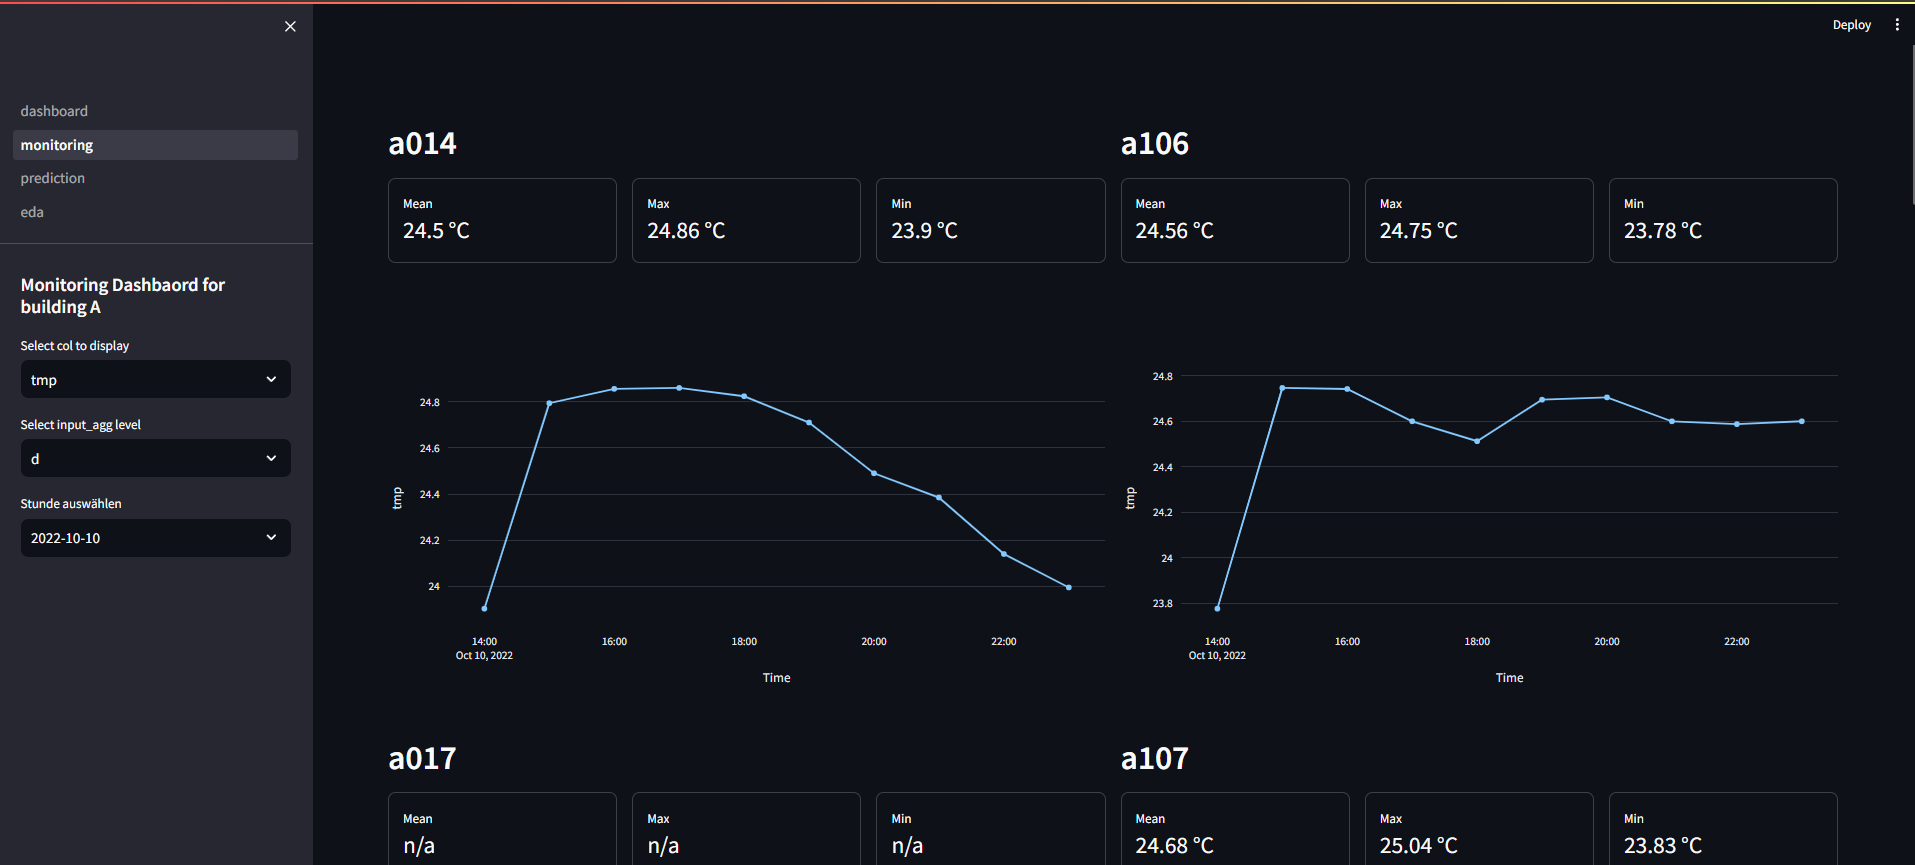 Deploy
dashboard
monitoring
prediction
eda
Monitoring Dashbaord for
building A
Select col to display
tmp
Select input_agg level
d
Stunde auswählen
2022-10-10
a014
Mean
24.5 °C
Max
24.86 °C
Min
23.9 °C
tmp
24.8
24.6
24.4
24.2
24
14:00 16:00 18:00 20:00 22:00
Oct 10, 2022
Time
a106
Mean
24.56 °C
Max
24.75 °C
Min
23.78 °C
tmp
24.8
24.6
24.4
24.2
24
23.8
14:00 16:00 18:00 20:00 22:00
Oct 10, 2022
Time
a017
Mean
n/a
Max
n/a
Min
n/a
a107
Mean
24.68 °C
Max
25.04 °C
Min
23.83 °C